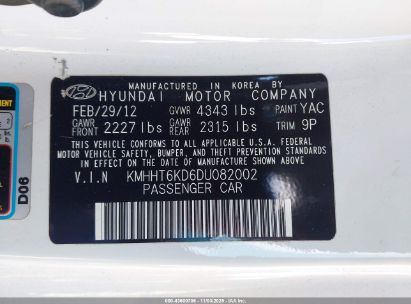 MANUFACTURED IN KOREA BY
HYUNDAI MOTOR COMPANY
FEB/29/12 GVWR 4343 lbs PAINT YAC
GAWR FRONT 2227 lbs GAWR REAR 2315 lbs TRIM 9P
THIS VEHICLE CONFORMS TO ALL APPLICABLE U.S.A. FEDERAL
MOTOR VEHICLE SAFETY, BUMPER, AND THEFT PREVENTION STANDARDS
IN EFFECT ON THE DATE OF MANUFACTURE SHOWN ABOVE.
V.I.N KMHHT6KD6DU082002
PASSENGER CAR
D06